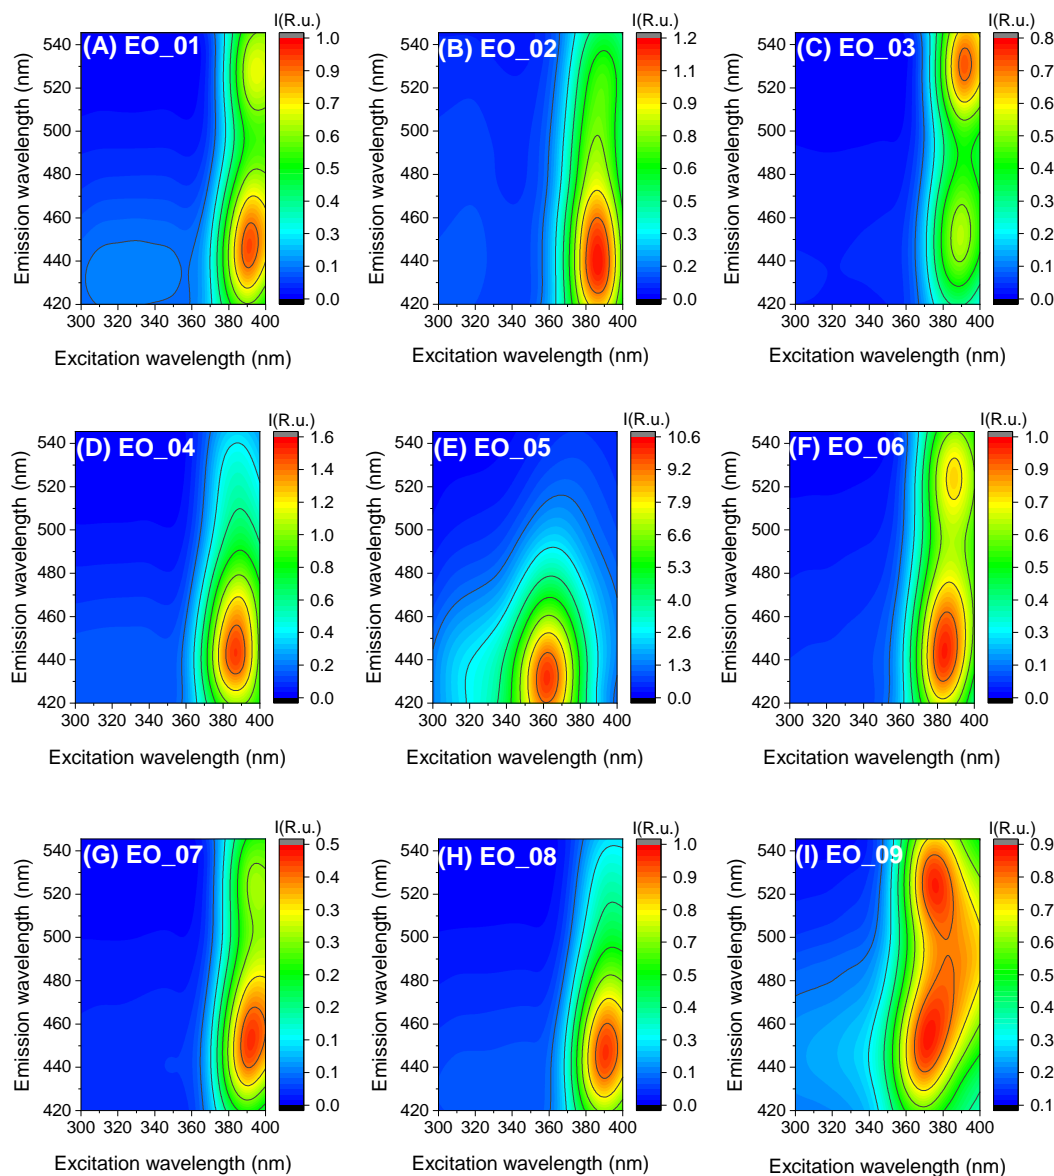 I(R.u.) I(R.u.) I(R.u.)
(A) EO_01 (B) EO_02 (C) EO_03
540 520 500 480 460 440 420
300 320 340 360 380 400
1.0 0.9 0.8 0.7 0.6 0.4 0.3 0.2 0.1 0.0
Emission wavelength (nm)
Excitation wavelength (nm)
540 520 500 480 460 440 420
300 320 340 360 380 400
1.2 1.1 0.9 0.8 0.6 0.5 0.3 0.2 0.0
Emission wavelength (nm)
Excitation wavelength (nm)
540 520 500 480 460 440 420
300 320 340 360 380 400
0.8 0.7 0.6 0.5 0.4 0.3 0.2 0.1 0.0
Emission wavelength (nm)
Excitation wavelength (nm)
I(R.u.) I(R.u.) I(R.u.)
(D) EO_04 (E) EO_05 (F) EO_06
540 520 500 480 460 440 420
300 320 340 360 380 400
1.6 1.4 1.2 1.0 0.8 0.6 0.4 0.2 0.0
Emission wavelength (nm)
Excitation wavelength (nm)
540 520 500 480 460 440 420
300 320 340 360 380 400
10.6 9.2 7.9 6.6 5.3 4.0 2.6 1.3 0.0
Emission wavelength (nm)
Excitation wavelength (nm)
540 520 500 480 460 440 420
300 320 340 360 380 400
1.0 0.9 0.8 0.6 0.5 0.4 0.3 0.1 0.0
Emission wavelength (nm)
Excitation wavelength (nm)
I(R.u.) I(R.u.) I(R.u.)
(G) EO_07 (H) EO_08 (I) EO_09
540 520 500 480 460 440 420
300 320 340 360 380 400
0.5 0.4 0.4 0.3 0.3 0.2 0.1 0.1 0.0
Emission wavelength (nm)
Excitation wavelength (nm)
540 520 500 480 460 440 420
300 320 340 360 380 400
1.0 0.9 0.8 0.7 0.5 0.4 0.3 0.1 0.0
Emission wavelength (nm)
Excitation wavelength (nm)
540 520 500 480 460 440 420
300 320 340 360 380 400
0.9 0.8 0.7 0.6 0.5 0.4 0.3 0.2 0.1
Emission wavelength (nm)
Excitation wavelength (nm)